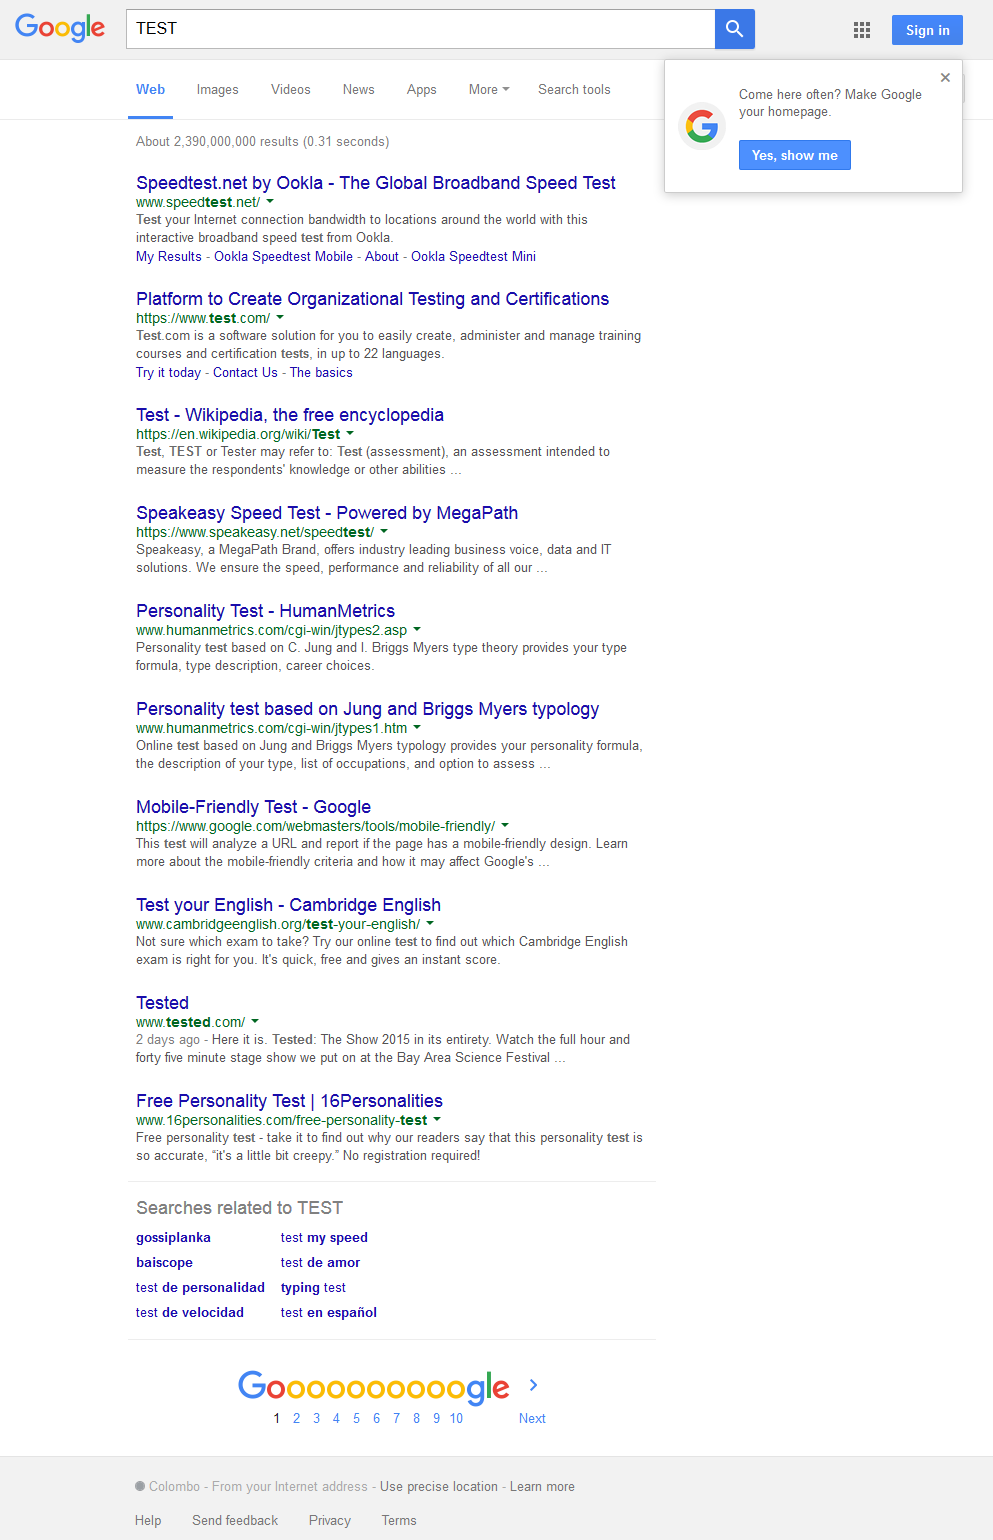 Google
TEST
Sign in
Web Images Videos News Apps More Search tools
Come here often? Make Google
your homepage.
Yes, show me
About 2,390,000,000 results (0.31 seconds)
Speedtest.net by Ookla - The Global Broadband Speed Test
www.speedtest.net/
Test your Internet connection bandwidth to locations around the world with this
interactive broadband speed test from Ookla.
My Results - Ookla Speedtest Mobile - About - Ookla Speedtest Mini
Platform to Create Organizational Testing and Certifications
https://www.test.com/
Test.com is a software solution for you to easily create, administer and manage training
courses and certification tests, in up to 22 languages.
Try it today - Contact Us - The basics
Test - Wikipedia, the free encyclopedia
https://en.wikipedia.org/wiki/Test
Test, TEST or Tester may refer to: Test (assessment), an assessment intended to
measure the respondents' knowledge or other abilities ...
Speakeasy Speed Test - Powered by MegaPath
https://www.speakeasy.net/speedtest/
Speakeasy, a MegaPath Brand, offers industry leading business voice, data and IT
solutions. We ensure the speed, performance and reliability of all our ...
Personality Test - HumanMetrics
www.humanmetrics.com/cgi-win/jtypes2.asp
Personality test based on C. Jung and I. Briggs Myers type theory provides your type
formula, type description, career choices.
Personality test based on Jung and Briggs Myers typology
www.humanmetrics.com/cgi-win/jtypes1.htm
Online test based on Jung and Briggs Myers typology provides your personality formula,
the description of your type, list of occupations, and option to assess ...
Mobile-Friendly Test - Google
https://www.google.com/webmasters/tools/mobile-friendly/
This test will analyze a URL and report if the page has a mobile-friendly design. Learn
more about the mobile-friendly criteria and how it may affect Google's ...
Test your English - Cambridge English
www.cambridgeenglish.org/test-your-english/
Not sure which exam to take? Try our online test to find out which Cambridge English
exam is right for you. It's quick, free and gives an instant score.
Tested
www.tested.com/
2 days ago - Here it is. Tested: The Show 2015 in its entirety. Watch the full hour and
forty five minute stage show we put on at the Bay Area Science Festival ...
Free Personality Test | 16Personalities
www.16personalities.com/free-personality-test
Free personality test - take it to find out why our readers say that this personality test is
so accurate, “it's a little bit creepy.” No registration required!
Searches related to TEST
gossiplanka test my speed
baiscope test de amor
test de personalidad typing test
test de velocidad test en español
Goooooooooogle
1 2 3 4 5 6 7 8 9 10 Next
Colombo - From your Internet address - Use precise location - Learn more
Help Send feedback Privacy Terms